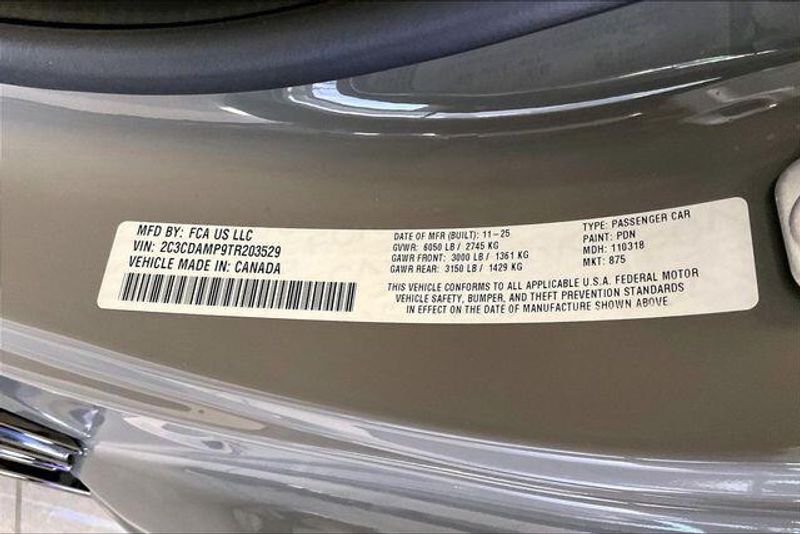 MFD BY: FCA US LLC
VIN: 2C3CDAMP9TR203529
VEHICLE MADE IN: CANADA
DATE OF MFR (BUILT): 11-25
GVWR: 6050 LB / 2745 KG
GAWR FRONT: 3000 LB / 1361 KG
GAWR REAR: 3150 LB / 1429 KG
TYPE: PASSENGER CAR
PAINT: PDN
MDH: 110318
MKT: 875
THIS VEHICLE CONFORMS TO ALL APPLICABLE U.S.A. FEDERAL MOTOR
VEHICLE SAFETY, BUMPER, AND THEFT PREVENTION STANDARDS
IN EFFECT ON THE DATE OF MANUFACTURE SHOWN ABOVE.